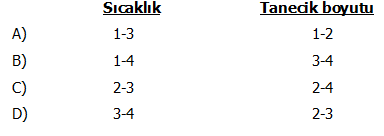 Sıcaklık Tanecik boyutu
A) 1-3 1-2
B) 1-4 3-4
C) 2-3 2-4
D) 3-4 2-3